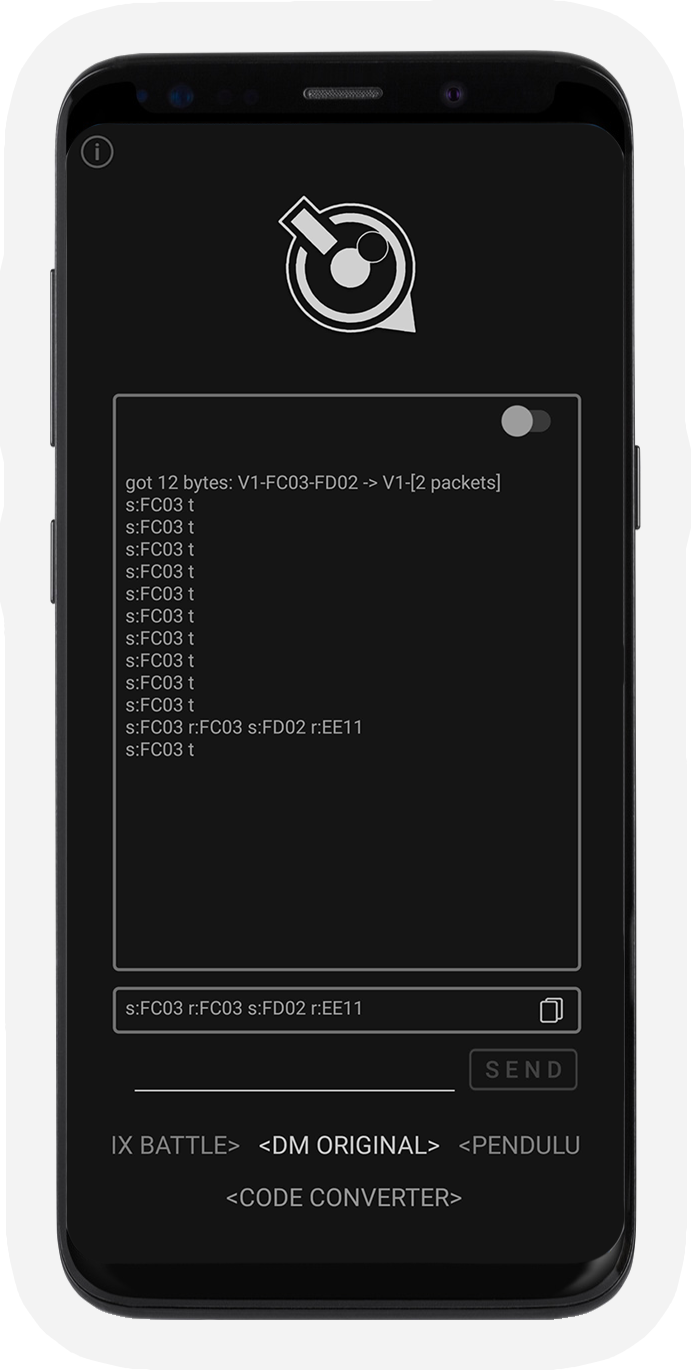 got 12 bytes: V1-FC03-FD02 -> V1-[2 packets]
s:FC03 t
s:FC03 t
s:FC03 t
s:FC03 t
s:FC03 t
s:FC03 t
s:FC03 t
s:FC03 t
s:FC03 t
s:FC03 t
s:FC03 r:FC03 s:FD02 r:EE11
s:FC03 t
s:FC03 r:FC03 s:FD02 r:EE11
SEND
IX BATTLE> <DM ORIGINAL> <PENDULU
<CODE CONVERTER>